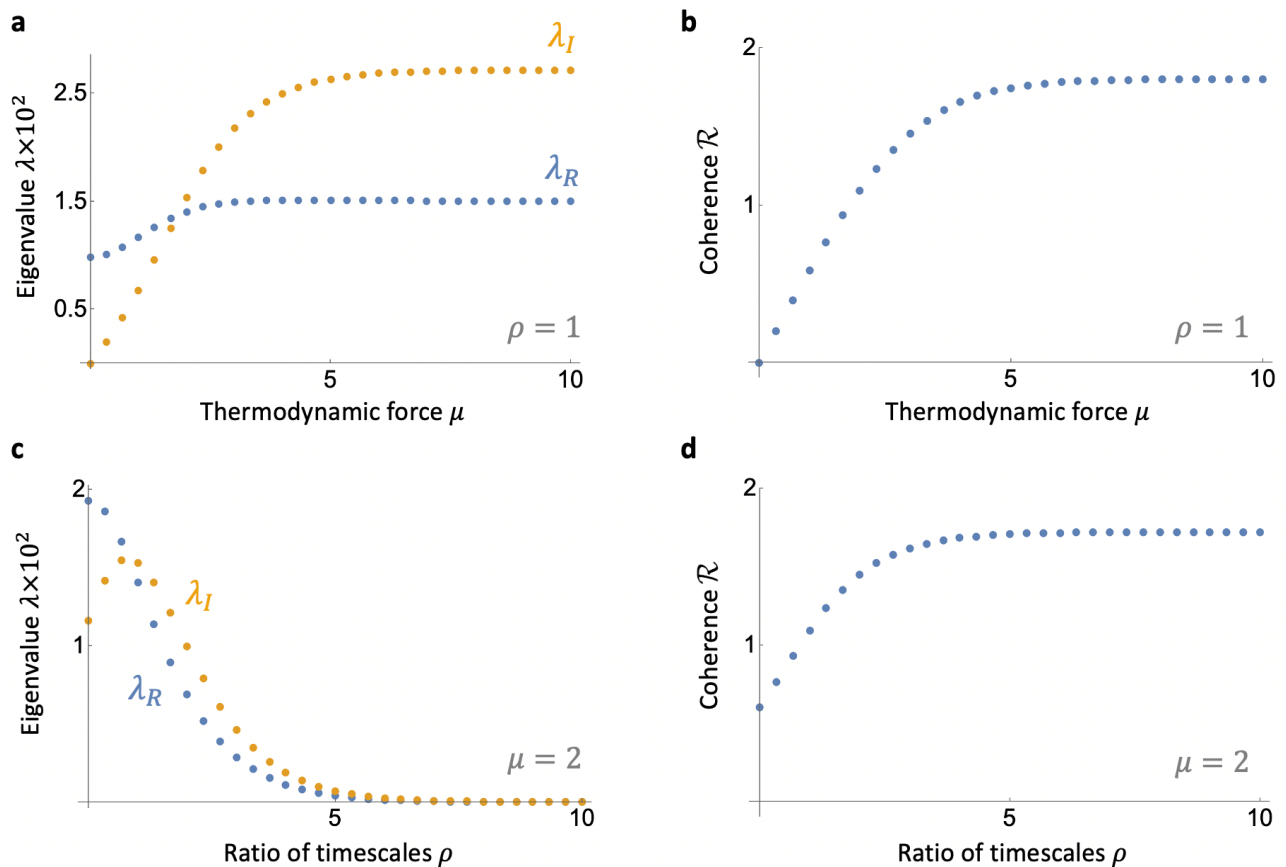 a
λ_I
2.5
1.5
0.5
λ_R
Eigenvalue λ×10²
ρ = 1
5
10
Thermodynamic force μ
b
2
1
Coherence ℛ
ρ = 1
5
10
Thermodynamic force μ
c
2
1
Eigenvalue λ×10²
λ_I
λ_R
μ = 2
5
10
Ratio of timescales ρ
d
2
1
Coherence ℛ
μ = 2
5
10
Ratio of timescales ρ